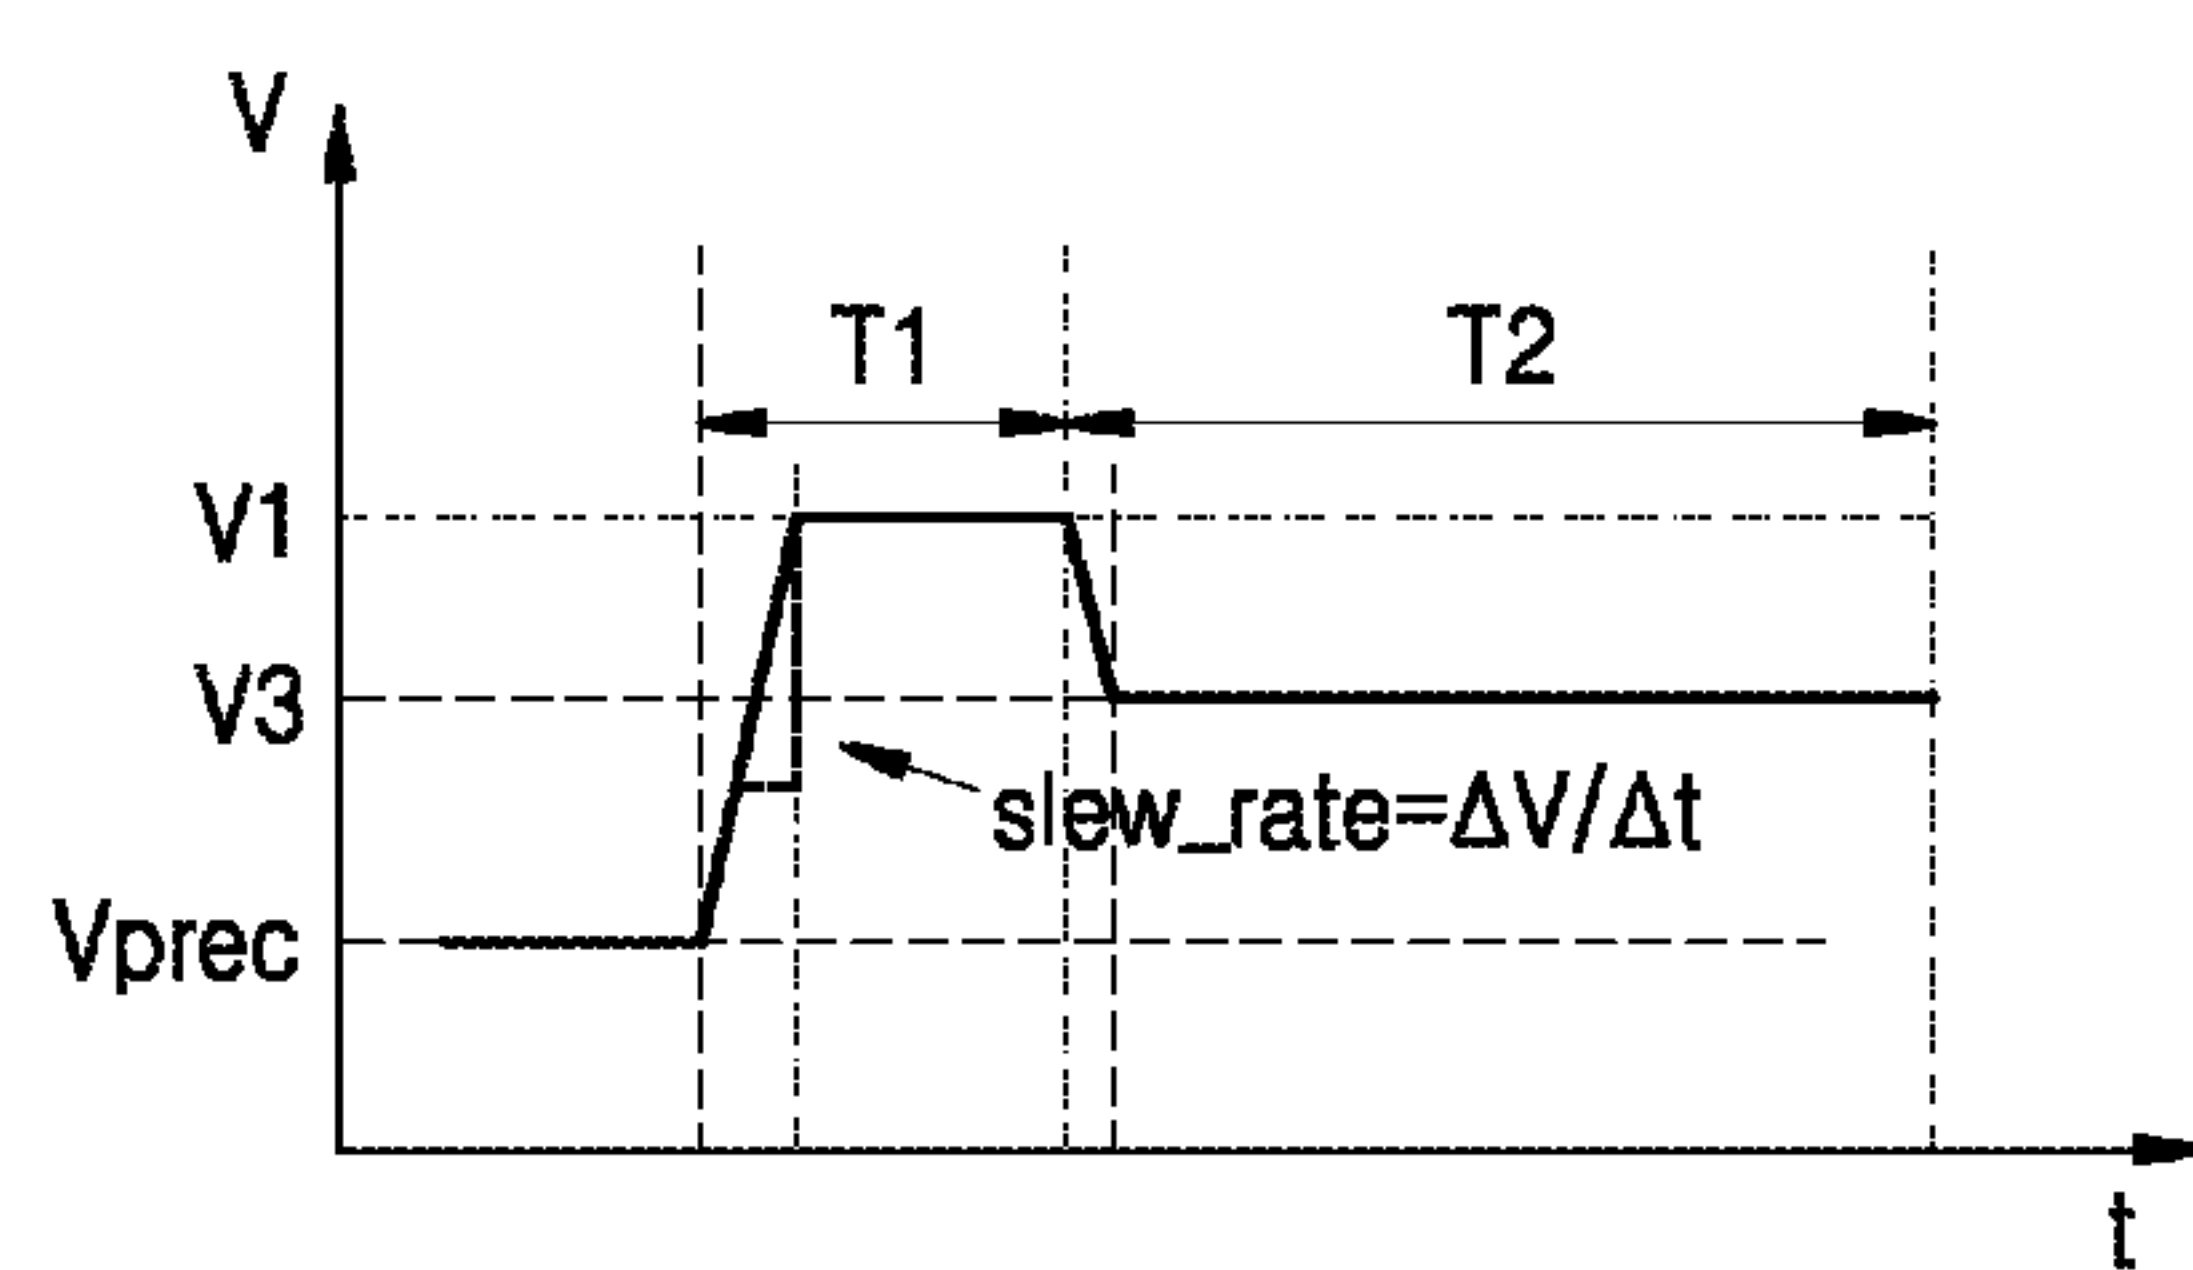 V
T1
T2
V1
V3
slew_rate=ΔV/Δt
Vprec
t